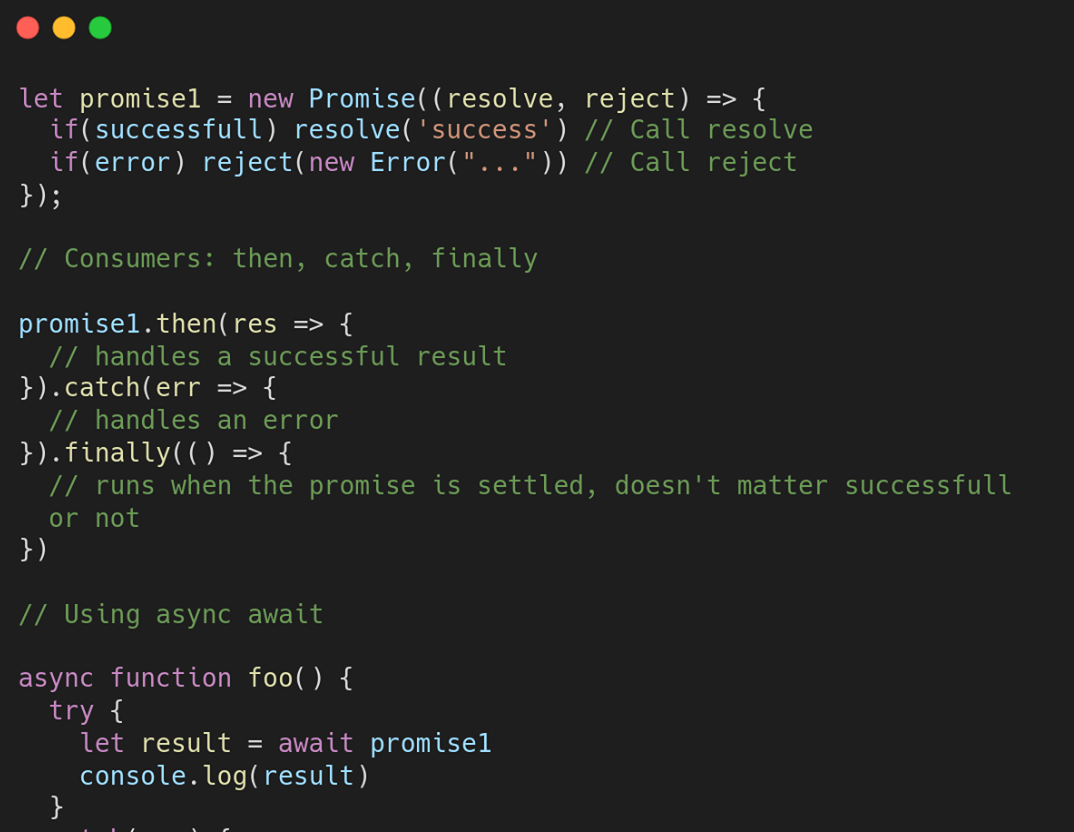 let promise1 = new Promise((resolve, reject) => {
  if(successfull) resolve('success') // Call resolve
  if(error) reject(new Error("...")) // Call reject
});

// Consumers: then, catch, finally

promise1.then(res => {
  // handles a successful result
}).catch(err => {
  // handles an error
}).finally(() => {
  // runs when the promise is settled, doesn't matter successfull
  or not
})

// Using async await

async function foo() {
  try {
    let result = await promise1
    console.log(result)
  }